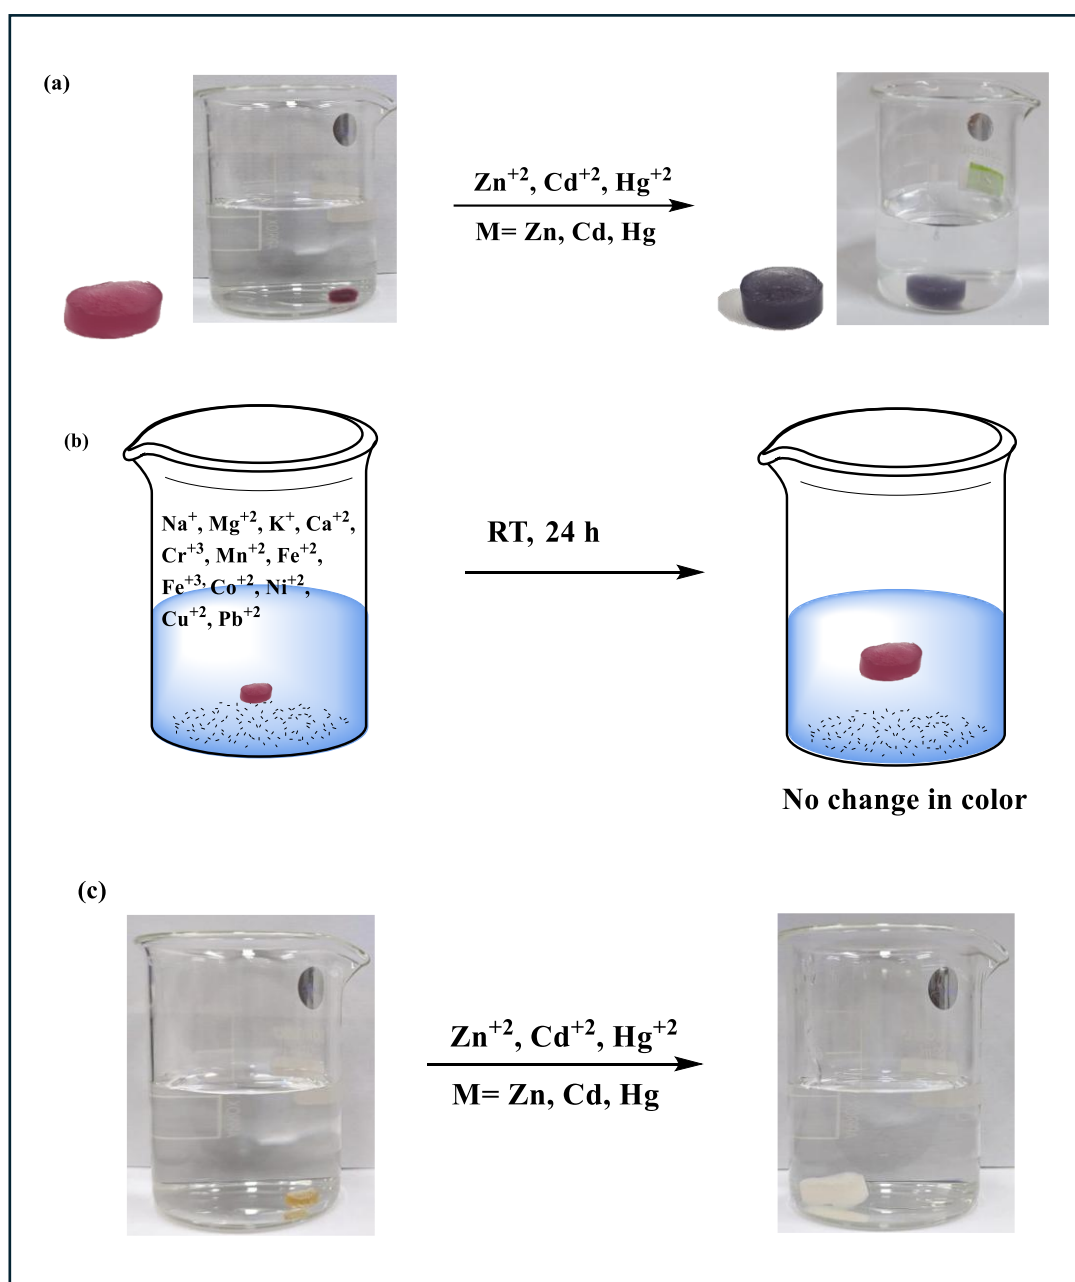 (a)
Zn+2, Cd+2, Hg+2
M= Zn, Cd, Hg
(b)
Na+, Mg+2, K+, Ca+2,
Cr+3, Mn+2, Fe+2,
Fe+3, Co+2, Ni+2,
Cu+2, Pb+2
RT, 24 h
No change in color
(c)
Zn+2, Cd+2, Hg+2
M= Zn, Cd, Hg